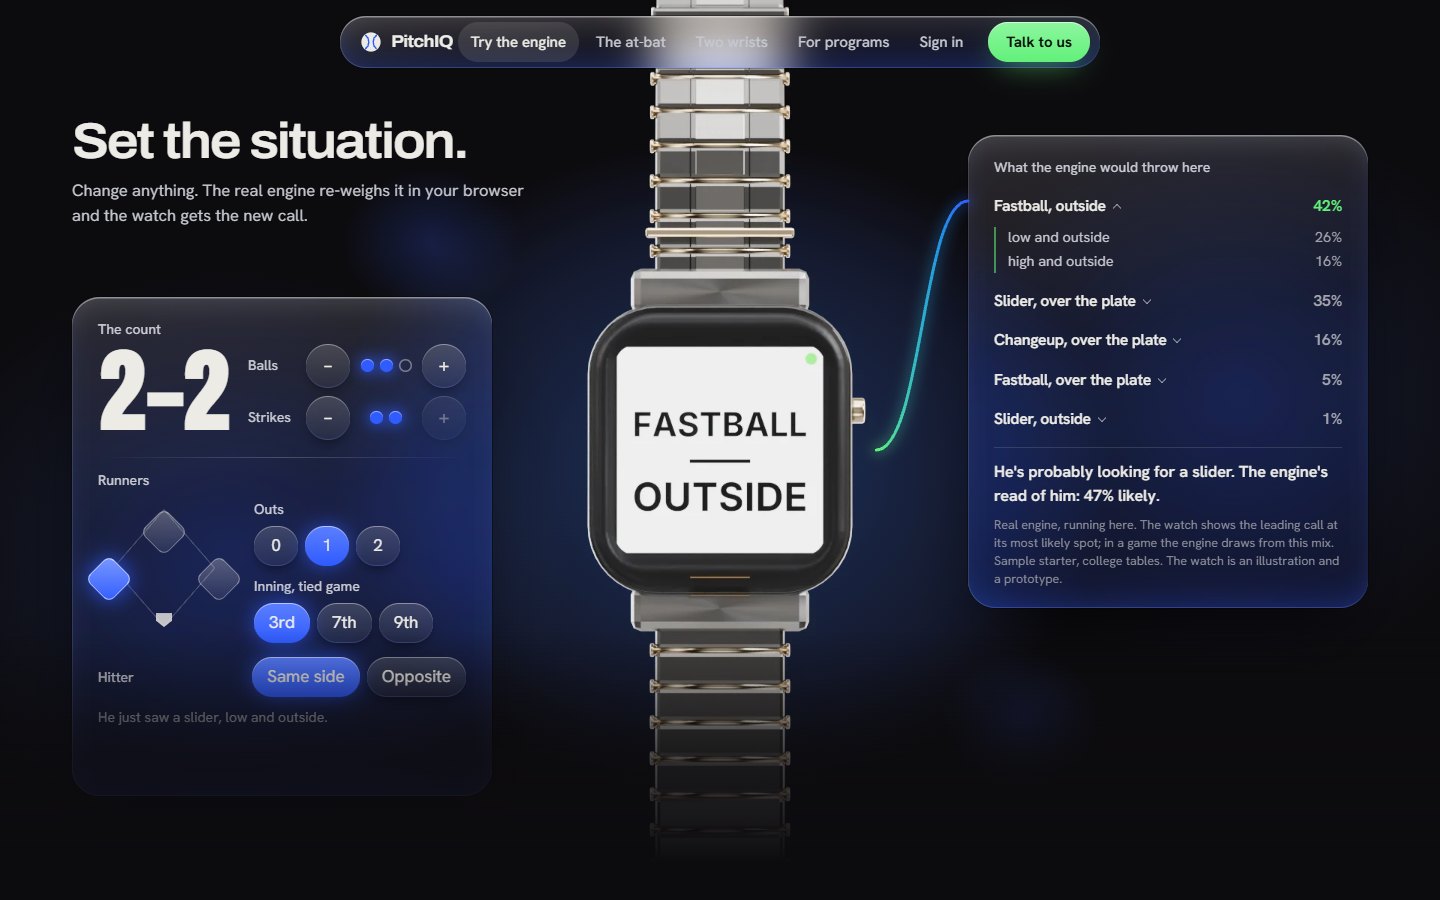 PitchIQ
Try the engine
The at-bat
Two wrists
For programs
Sign in
Talk to us
Set the situation.
Change anything. The real engine re-weighs it in your browser
and the watch gets the new call.
The count
2–2
Balls
−
+
Strikes
−
+
Runners
Outs
0
1
2
Inning, tied game
3rd
7th
9th
Hitter
Same side
Opposite
He just saw a slider, low and outside.
FASTBALL
OUTSIDE
What the engine would throw here
Fastball, outside 42%
low and outside 26%
high and outside 16%
Slider, over the plate 35%
Changeup, over the plate 16%
Fastball, over the plate 5%
Slider, outside 1%
He's probably looking for a slider. The engine's
read of him: 47% likely.
Real engine, running here. The watch shows the leading call at
its most likely spot; in a game the engine draws from this mix.
Sample starter, college tables. The watch is an illustration and
a prototype.